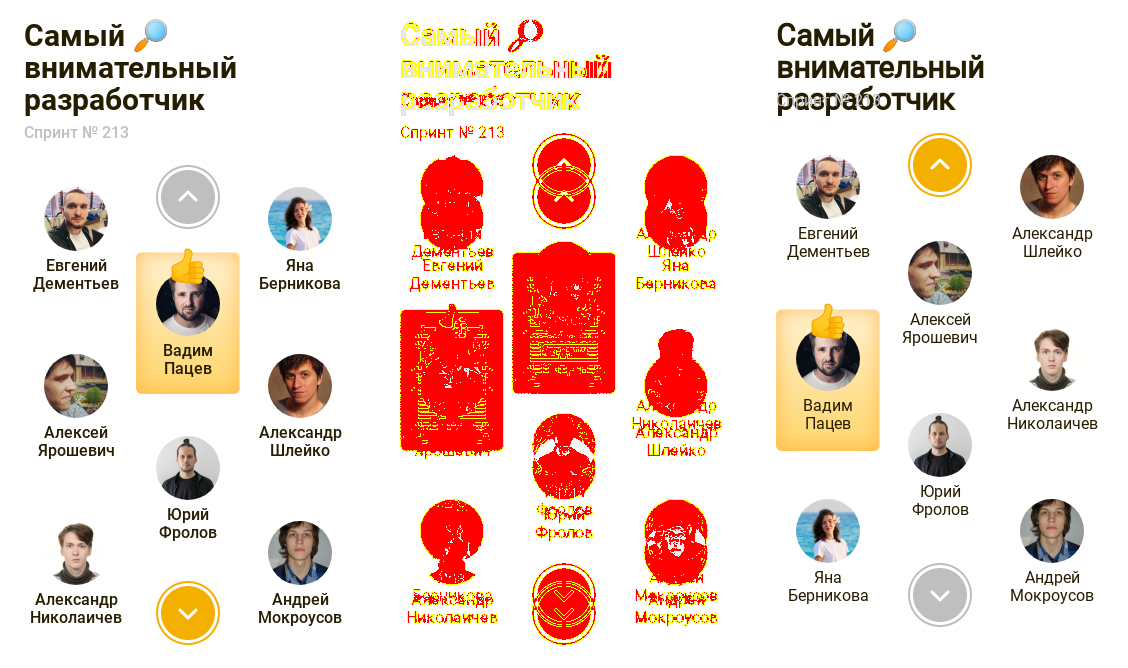 Самый 🔎
внимательный
разработчик
Спринт № 213
Евгений
Дементьев
Яна
Берникова
Вадим
Пацев
Алексей
Ярошевич
Александр
Шлейко
Юрий
Фролов
Александр
Николаичев
Андрей
Мокроусов
Самый
внимательный
разработчик
Спринт № 213
Дементьев
Евгений
Дементьев
Александр
Шлейко
Яна
Берникова
Николаичев
Александр
Шлейко
Ярошевич
Фролов
Юрий
Фролов
Берникова
Александр
Николаичев
Мокроусов
Андрей
Мокроусов
Самый 🔎
внимательный
разработчик
Спринт № 213
Евгений
Дементьев
Александр
Шлейко
Алексей
Ярошевич
Вадим
Пацев
Александр
Николаичев
Юрий
Фролов
Яна
Берникова
Андрей
Мокроусов